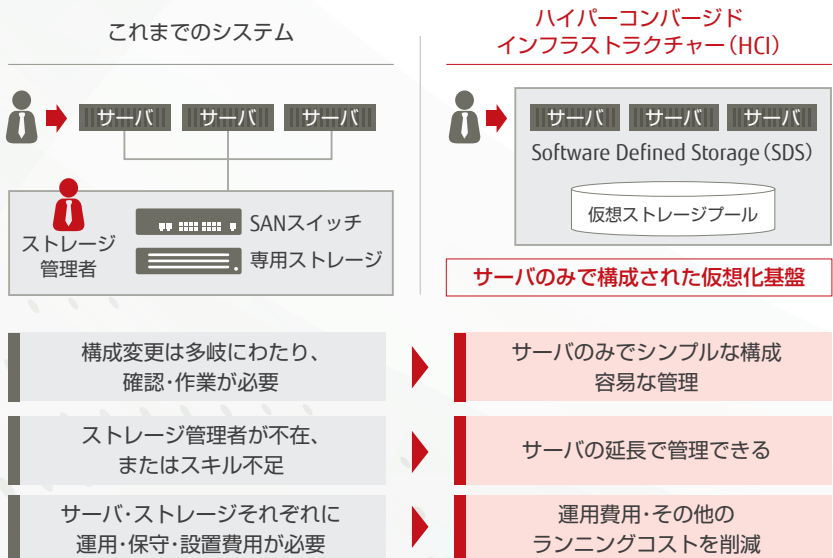 これまでのシステム
サーバ サーバ サーバ
ストレージ
管理者
SANスイッチ
専用ストレージ
ハイパーコンバージド
インフラストラクチャー（HCI）
サーバ サーバ サーバ
Software Defined Storage（SDS）
仮想ストレージプール
サーバのみで構成された仮想化基盤
構成変更は多岐にわたり、
確認・作業が必要
サーバのみでシンプルな構成
容易な管理
ストレージ管理者が不在、
またはスキル不足
サーバの延長で管理できる
サーバ・ストレージそれぞれに
運用・保守・設置費用が必要
運用費用・その他の
ランニングコストを削減